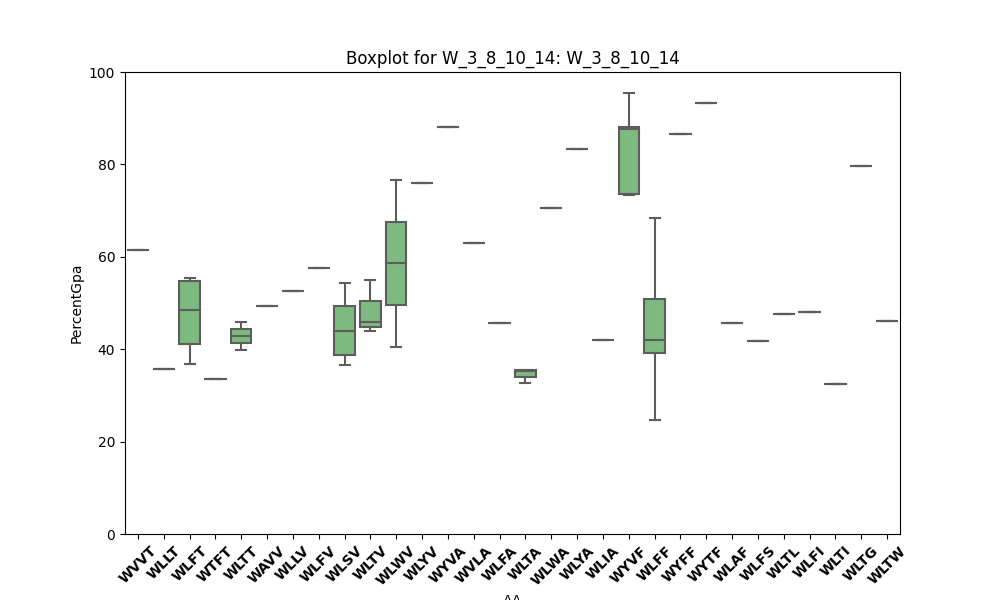 Boxplot for W_3_8_10_14: W_3_8_10_14
PercentGpa
100
80
60
40
20
0
WVVT WLLT WLFT WTFT WLTT WAVV WLLV WLFV WLSV WLTV WLWV WLYV WYVA WVLA WLFA WLTA WLWA WLYA WLIA WYVF WLFF WYFF WYTF WLAF WLFS WLTL WLFI WLTI WLTG WLTW
AA